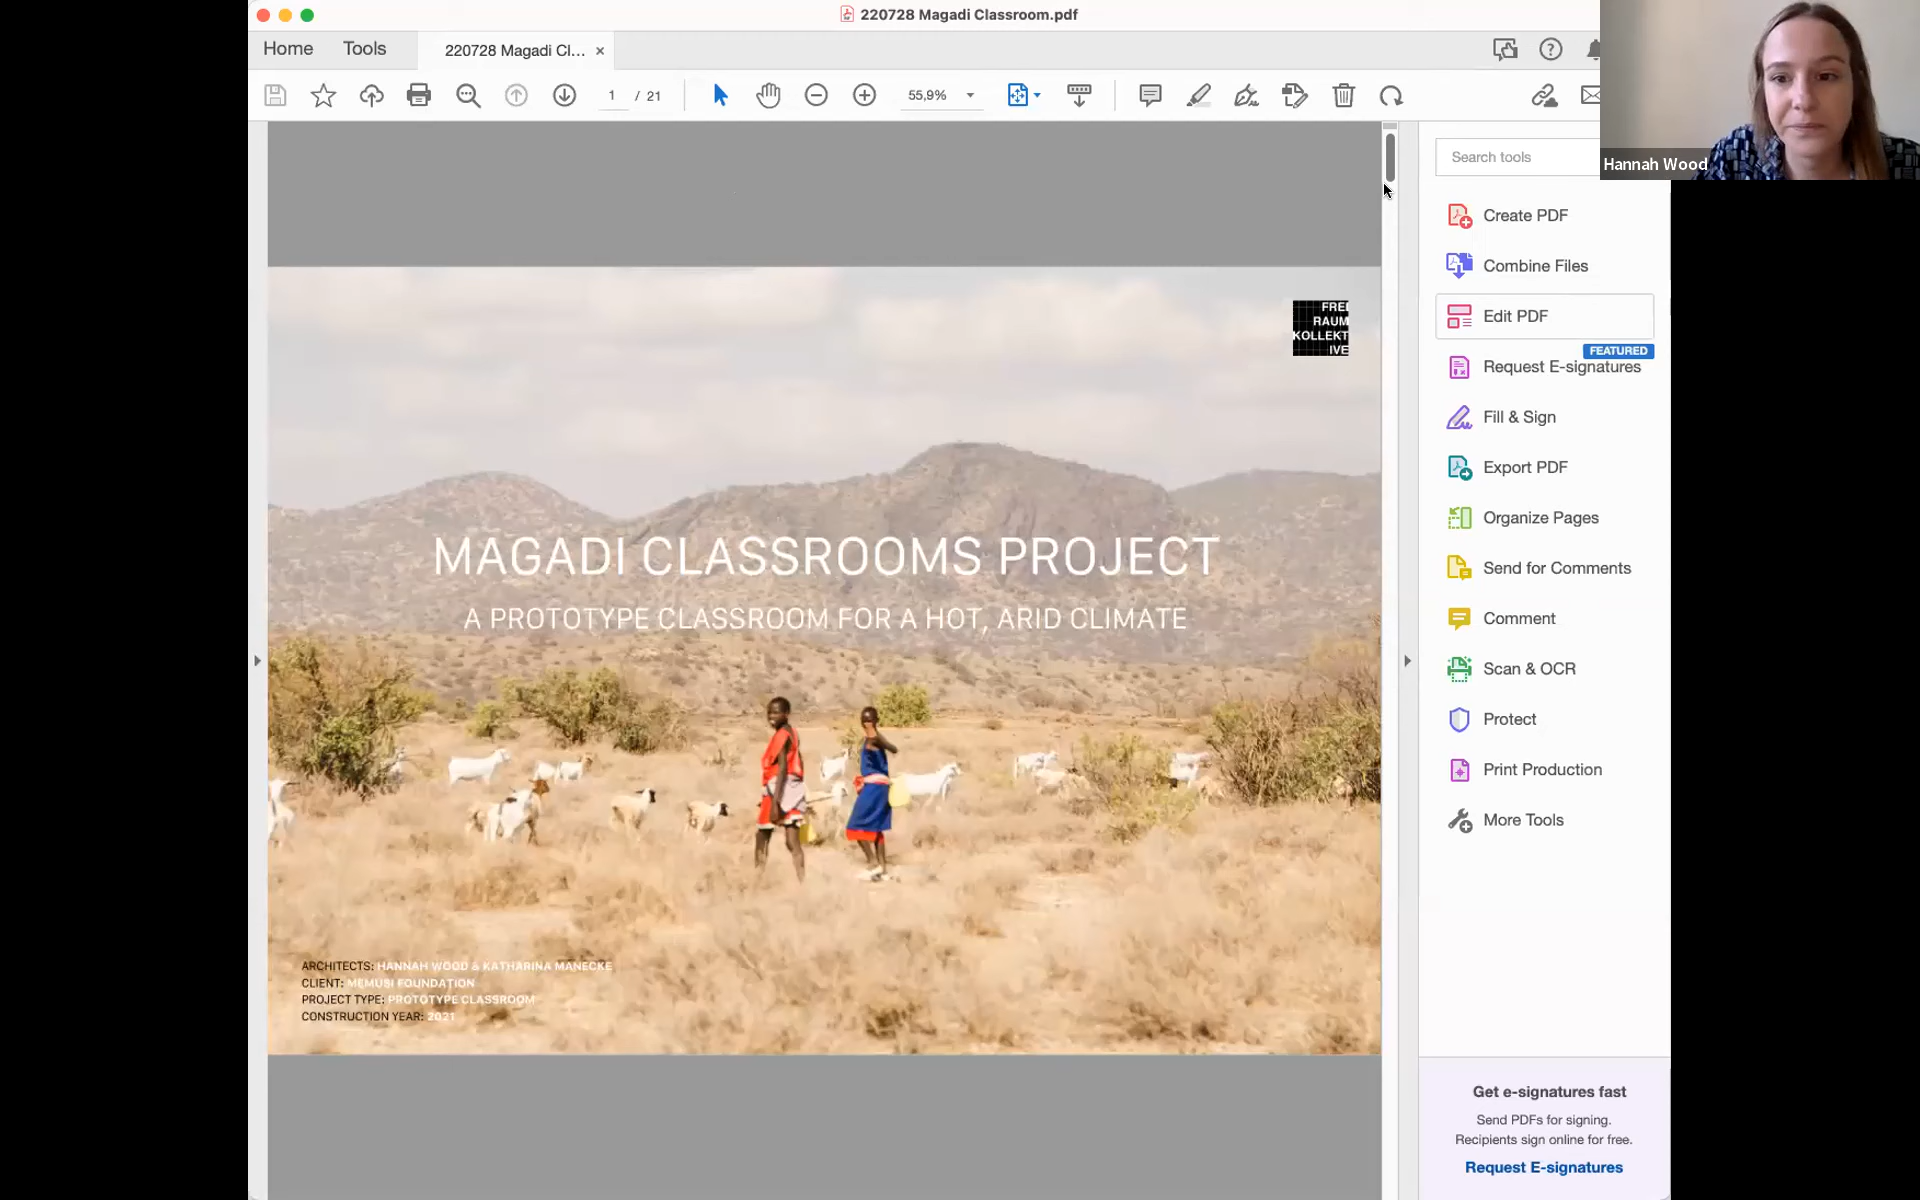 220728 Magadi Classroom.pdf
Home
Tools
220728 Magadi Cl...
1 / 21
55,9%
Search tools
Hannah Wood
Create PDF
Combine Files
Edit PDF
FEATURED
Request E-signatures
Fill & Sign
Export PDF
Organize Pages
Send for Comments
Comment
Scan & OCR
Protect
Print Production
More Tools
FREI
RAUM
KOLLEKT
IVE
MAGADI CLASSROOMS PROJECT
A PROTOTYPE CLASSROOM FOR A HOT, ARID CLIMATE
ARCHITECTS: HANNAH WOOD & KATHARINA MANECKE
CLIENT: MEMUSI FOUNDATION
PROJECT TYPE: PROTOTYPE CLASSROOM
CONSTRUCTION YEAR: 2021
Get e-signatures fast
Send PDFs for signing.
Recipients sign online for free.
Request E-signatures